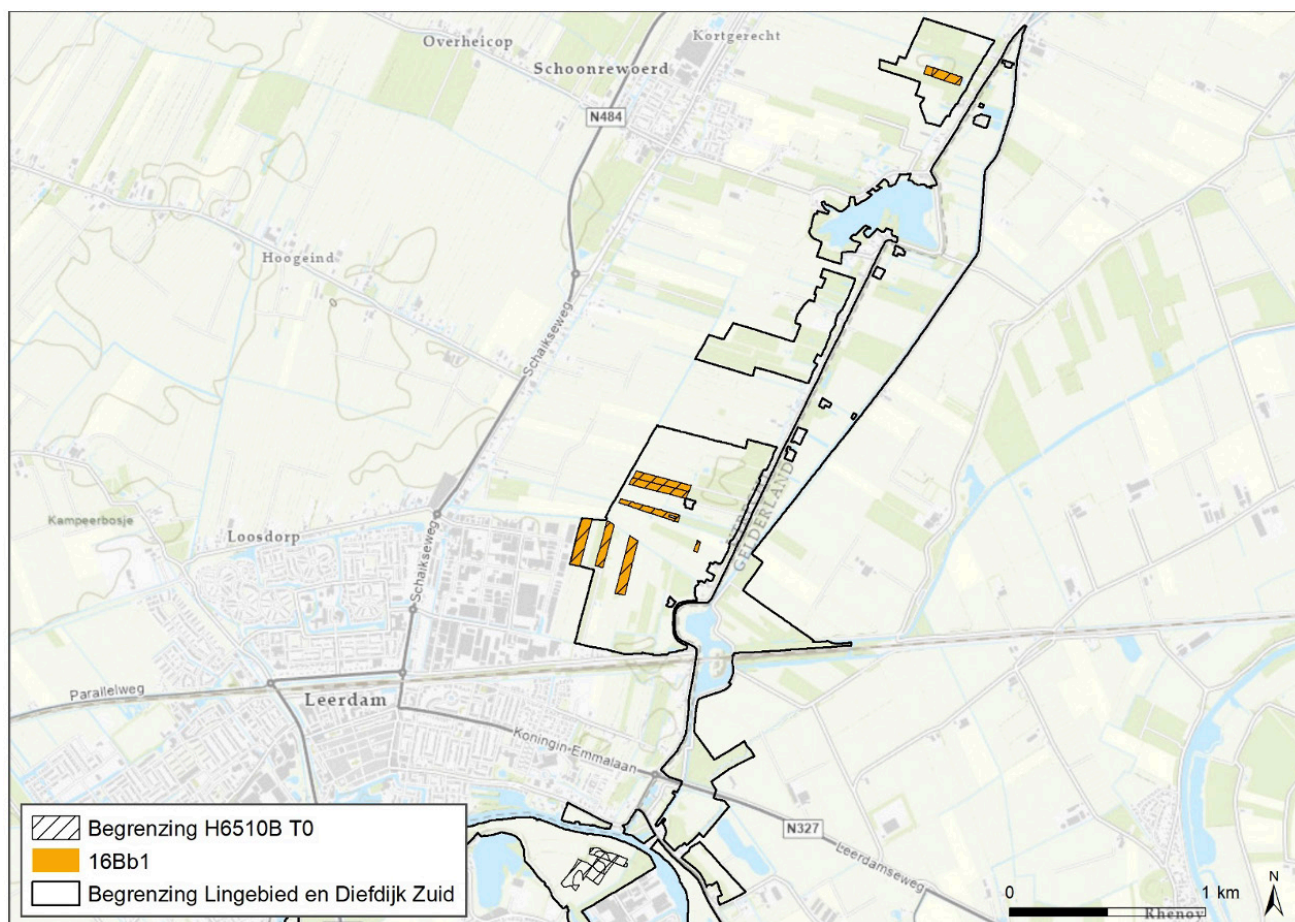 Overheicop
Kortgerecht
Schoonrewoerd
N484
Hoogeind
Schaikseweg
Kampeerbosje
Loosdorp
Schaikseweg
GELDERLAND
Parallelweg
Leerdam
Koningin-Emmalaan
N327
Leerdamseweg
Begrenzing H6510B T0
16Bb1
Begrenzing Lingebied en Diefdijk Zuid
0 1 km
N
Rhenoy